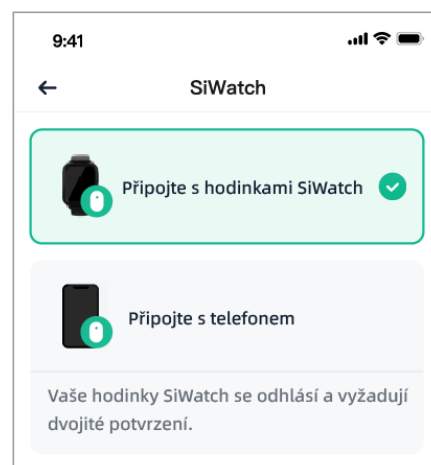 9:41
SiWatch
Připojte s hodinkami SiWatch
Připojte s telefonem
Vaše hodinky SiWatch se odhlásí a vyžadují
dvojité potvrzení.